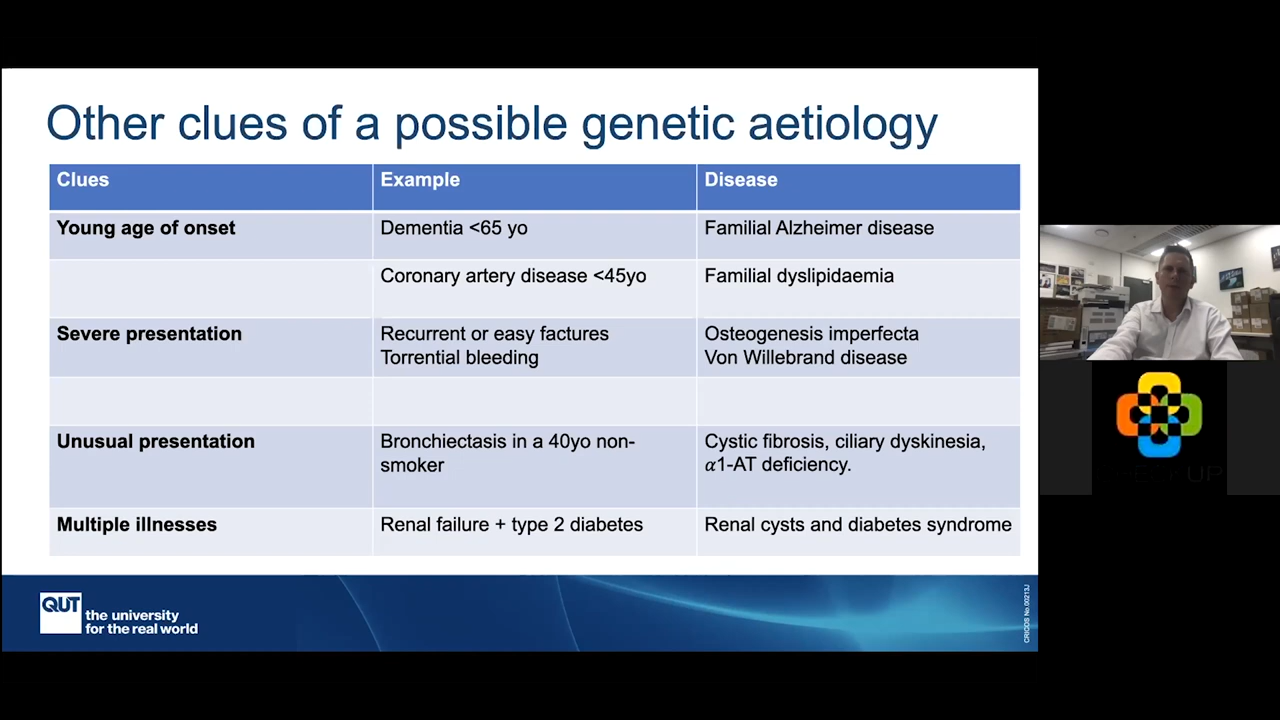 Other clues of a possible genetic aetiology
Clues Example Disease
Young age of onset Dementia <65 yo Familial Alzheimer disease
Coronary artery disease <45yo Familial dyslipidaemia
Severe presentation Recurrent or easy factures Osteogenesis imperfecta
Torrential bleeding Von Willebrand disease
Unusual presentation Bronchiectasis in a 40yo non- Cystic fibrosis, ciliary dyskinesia,
smoker α1-AT deficiency.
Multiple illnesses Renal failure + type 2 diabetes Renal cysts and diabetes syndrome
QUT
the university
for the real world
CRICOS No.00213J
UP